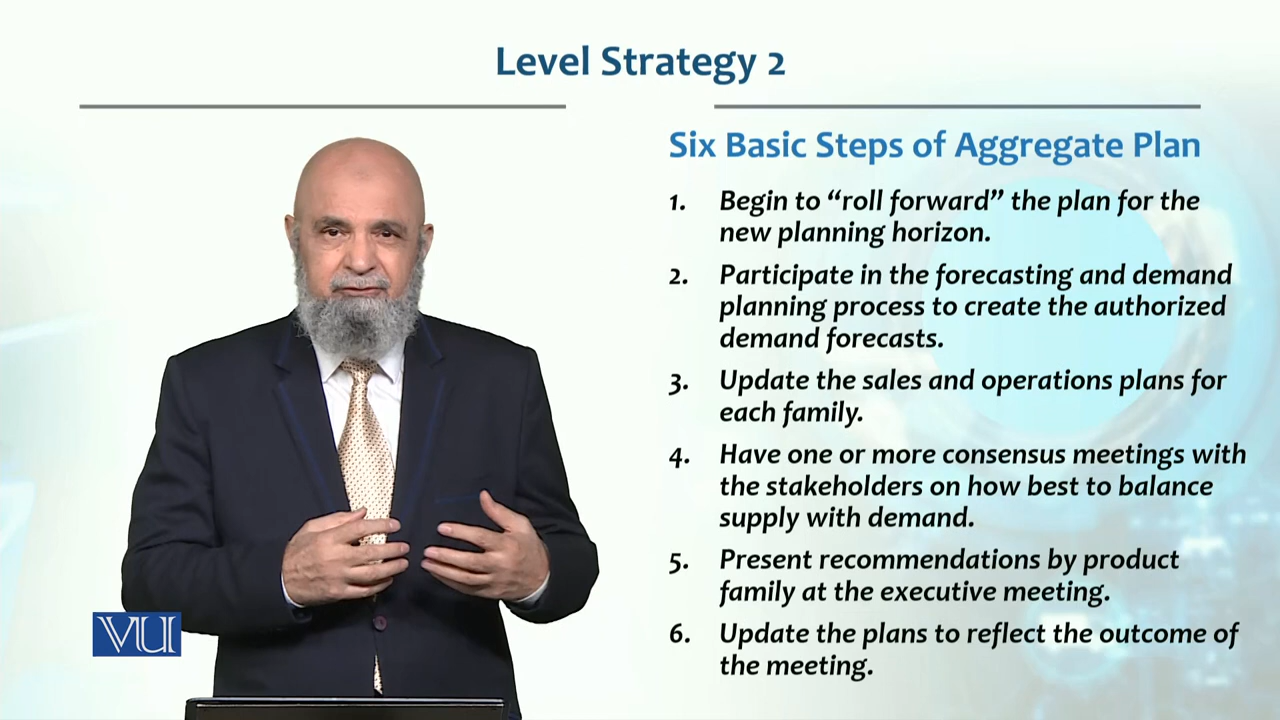 Level Strategy 2
Six Basic Steps of Aggregate Plan
1. Begin to “roll forward” the plan for the
new planning horizon.
2. Participate in the forecasting and demand
planning process to create the authorized
demand forecasts.
3. Update the sales and operations plans for
each family.
4. Have one or more consensus meetings with
the stakeholders on how best to balance
supply with demand.
5. Present recommendations by product
family at the executive meeting.
6. Update the plans to reflect the outcome of
the meeting.
VU